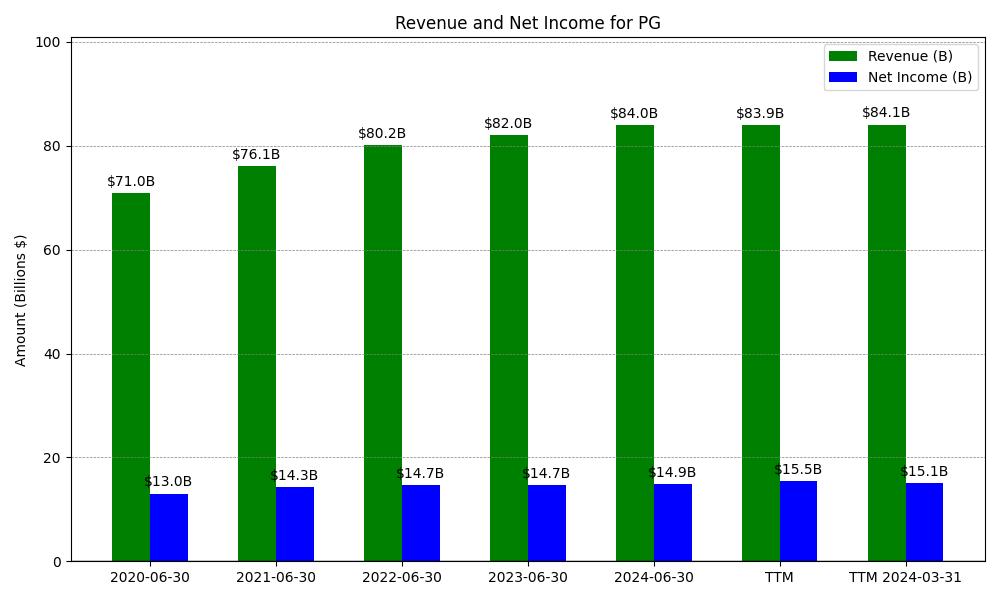 Revenue and Net Income for PG
Revenue (B)
Net Income (B)
Amount (Billions $)
100
80
60
40
20
0
$71.0B
$76.1B
$80.2B
$82.0B
$84.0B
$83.9B
$84.1B
$13.0B
$14.3B
$14.7B
$14.7B
$14.9B
$15.5B
$15.1B
2020-06-30
2021-06-30
2022-06-30
2023-06-30
2024-06-30
TTM
TTM 2024-03-31